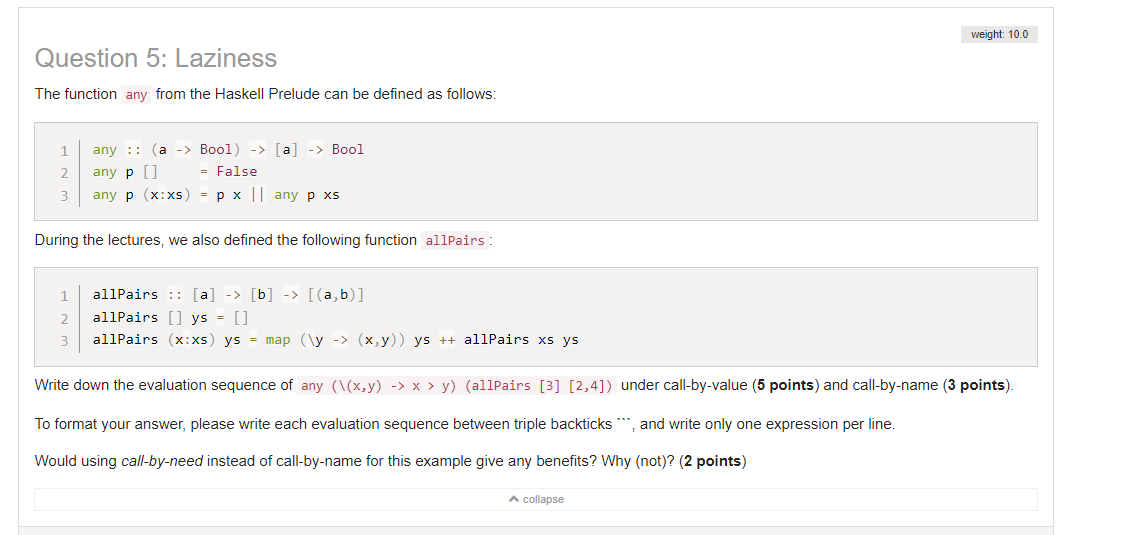 weight: 10.0
Question 5: Laziness
The function any from the Haskell Prelude can be defined as follows:
1 any :: (a -> Bool) -> [a] -> Bool
2 any p []     = False
3 any p (x:xs) = p x || any p xs
During the lectures, we also defined the following function allPairs :
1 allPairs :: [a] -> [b] -> [(a,b)]
2 allPairs [] ys = []
3 allPairs (x:xs) ys = map (\y -> (x,y)) ys ++ allPairs xs ys
Write down the evaluation sequence of any (\(x,y) -> x > y) (allPairs [3] [2,4]) under call-by-value (5 points) and call-by-name (3 points).
To format your answer, please write each evaluation sequence between triple backticks ```, and write only one expression per line.
Would using call-by-need instead of call-by-name for this example give any benefits? Why (not)? (2 points)
collapse